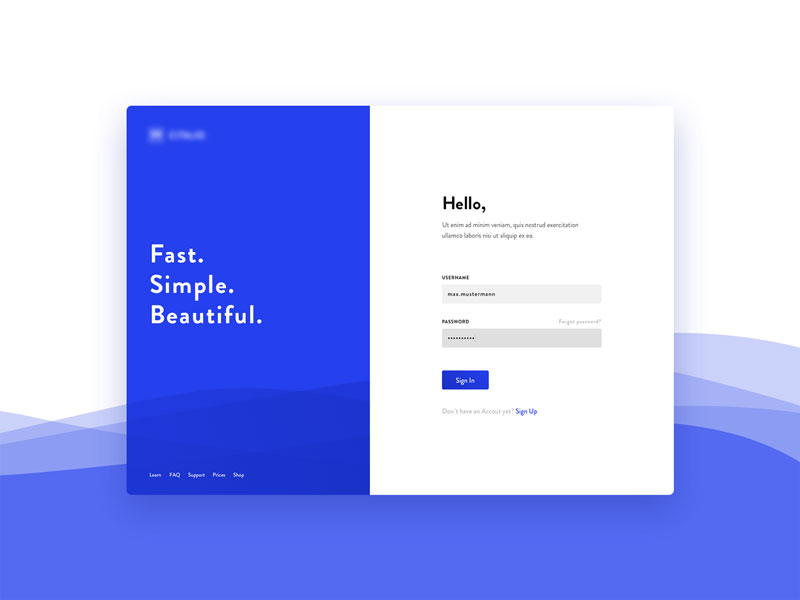 Fast.
Simple.
Beautiful.
Learn FAQ Support Prices Shop
Hello,
Ut enim ad minim veniam, quis nostrud exercitation
ullamco laboris nisi ut aliquip ex ea.
USERNAME
max.mustermann
PASSWORD Forgot password?
••••••••••
Sign In
Don't have an Accout yet? Sign Up